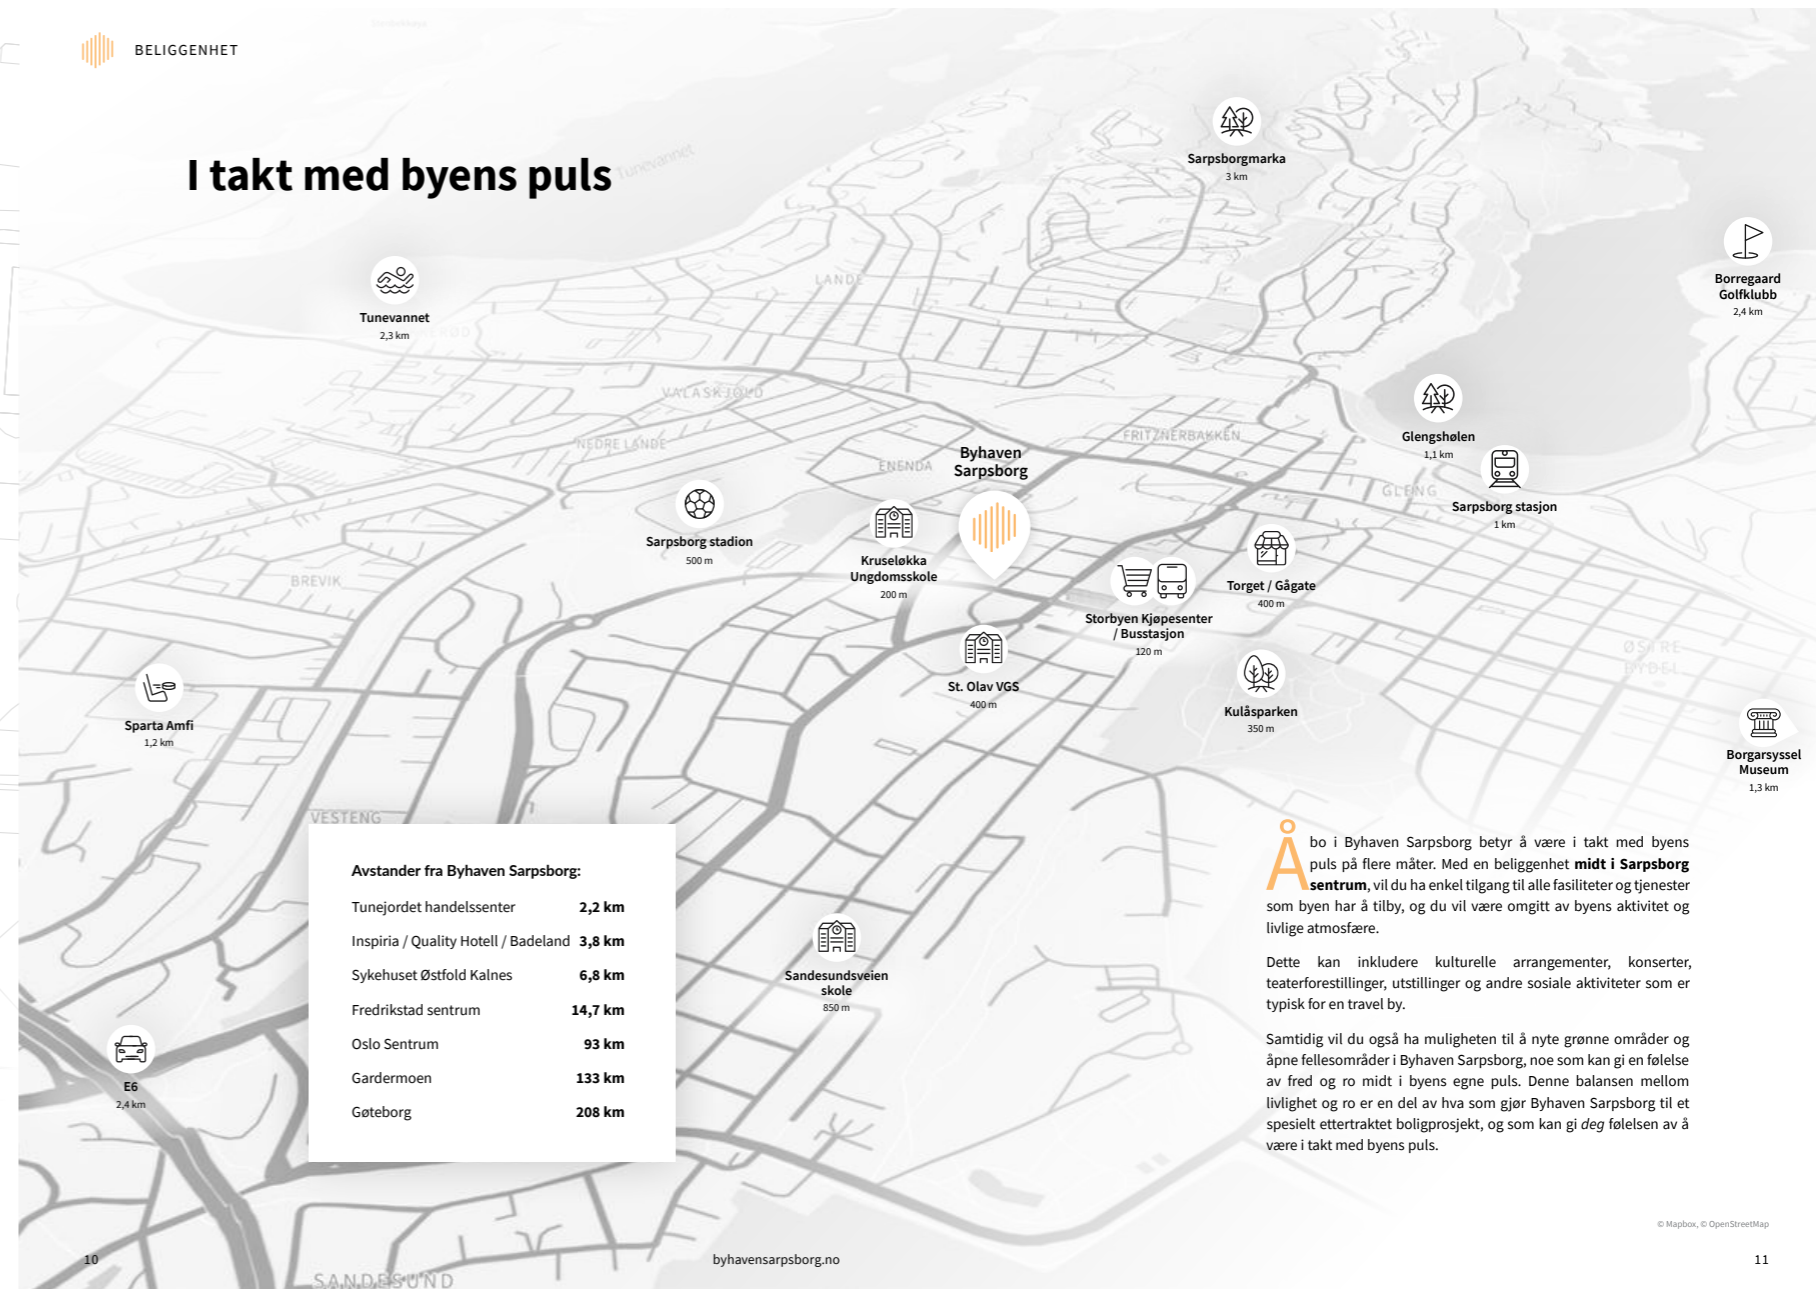 BELIGGENHET
I takt med byens puls
Tunevannet
Sarpsborgmarka
3 km
Borregaard
Golfklubb
2,4 km
Tunevannet
2,3 km
LANDE
VALASKJOLD
NEDRE LANDE
ENENDA
FRITZNERBAKKEN
Glengshølen
1,1 km
GLENG
Sarpsborg stasjon
1 km
Byhaven
Sarpsborg
Sarpsborg stadion
500 m
Kruseløkka
Ungdomsskole
200 m
Torget / Gågate
400 m
Storbyen Kjøpesenter
/ Busstasjon
120 m
BREVIK
St. Olav VGS
400 m
Kulåsparken
350 m
ØSTRE
BYDEL
Sparta Amfi
1,2 km
Borgarsyssel
Museum
1,3 km
VESTENG
Avstander fra Byhaven Sarpsborg:
Tunejordet handelssenter 2,2 km
Inspiria / Quality Hotell / Badeland 3,8 km
Sykehuset Østfold Kalnes 6,8 km
Fredrikstad sentrum 14,7 km
Oslo Sentrum 93 km
Gardermoen 133 km
Gøteborg 208 km
Sandesundsveien
skole
850 m
E6
2,4 km
Å bo i Byhaven Sarpsborg betyr å være i takt med byens
puls på flere måter. Med en beliggenhet midt i Sarpsborg
sentrum, vil du ha enkel tilgang til alle fasiliteter og tjenester
som byen har å tilby, og du vil være omgitt av byens aktivitet og
livlige atmosfære.
Dette kan inkludere kulturelle arrangementer, konserter,
teaterforestillinger, utstillinger og andre sosiale aktiviteter som er
typisk for en travel by.
Samtidig vil du også ha muligheten til å nyte grønne områder og
åpne fellesområder i Byhaven Sarpsborg, noe som kan gi en følelse
av fred og ro midt i byens egne puls. Denne balansen mellom
livlighet og ro er en del av hva som gjør Byhaven Sarpsborg til et
spesielt ettertraktet boligprosjekt, og som kan gi deg følelsen av å
være i takt med byens puls.
© Mapbox, © OpenStreetMap
SANDESUND
10
byhavensarpsborg.no
11